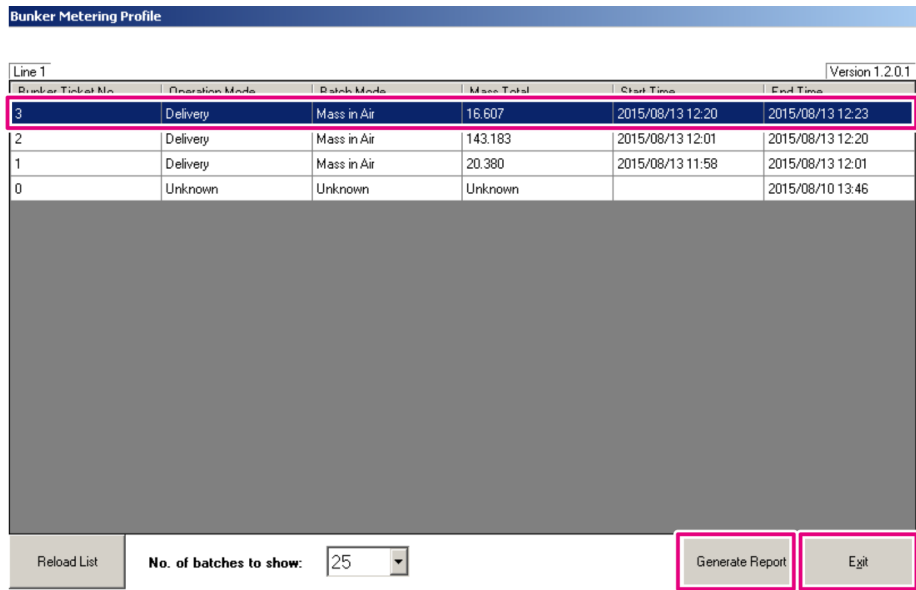 Bunker Metering Profile
Line 1 Version 1.2.0.1
Bunker Ticket No Operation Mode Batch Mode Mass Total Start Time End Time
3 Delivery Mass in Air 16.607 2015/08/13 12:20 2015/08/13 12:23
2 Delivery Mass in Air 143.183 2015/08/13 12:01 2015/08/13 12:20
1 Delivery Mass in Air 20.380 2015/08/13 11:58 2015/08/13 12:01
0 Unknown Unknown Unknown 2015/08/10 13:46
Reload List No. of batches to show: 25 Generate Report Exit